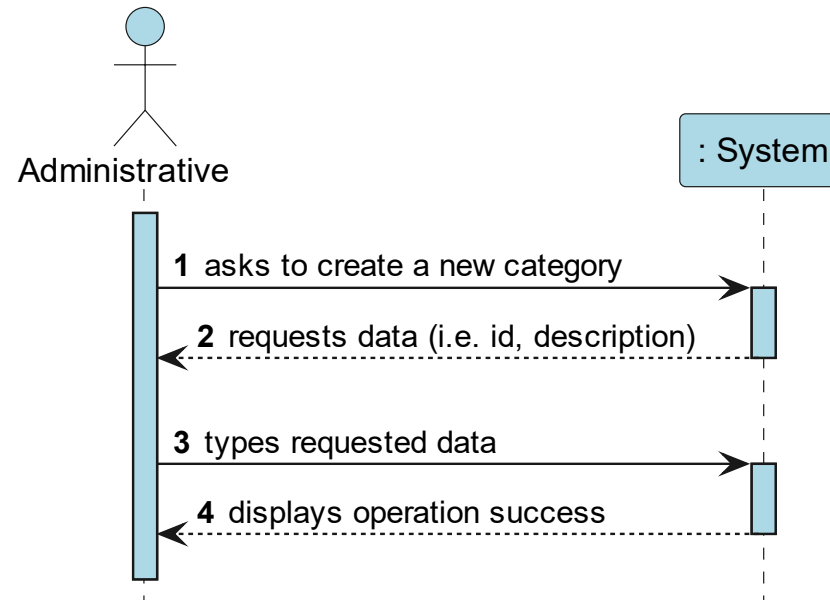 Administrative
: System
1 asks to create a new category
2 requests data (i.e. id, description)
3 types requested data
4 displays operation success